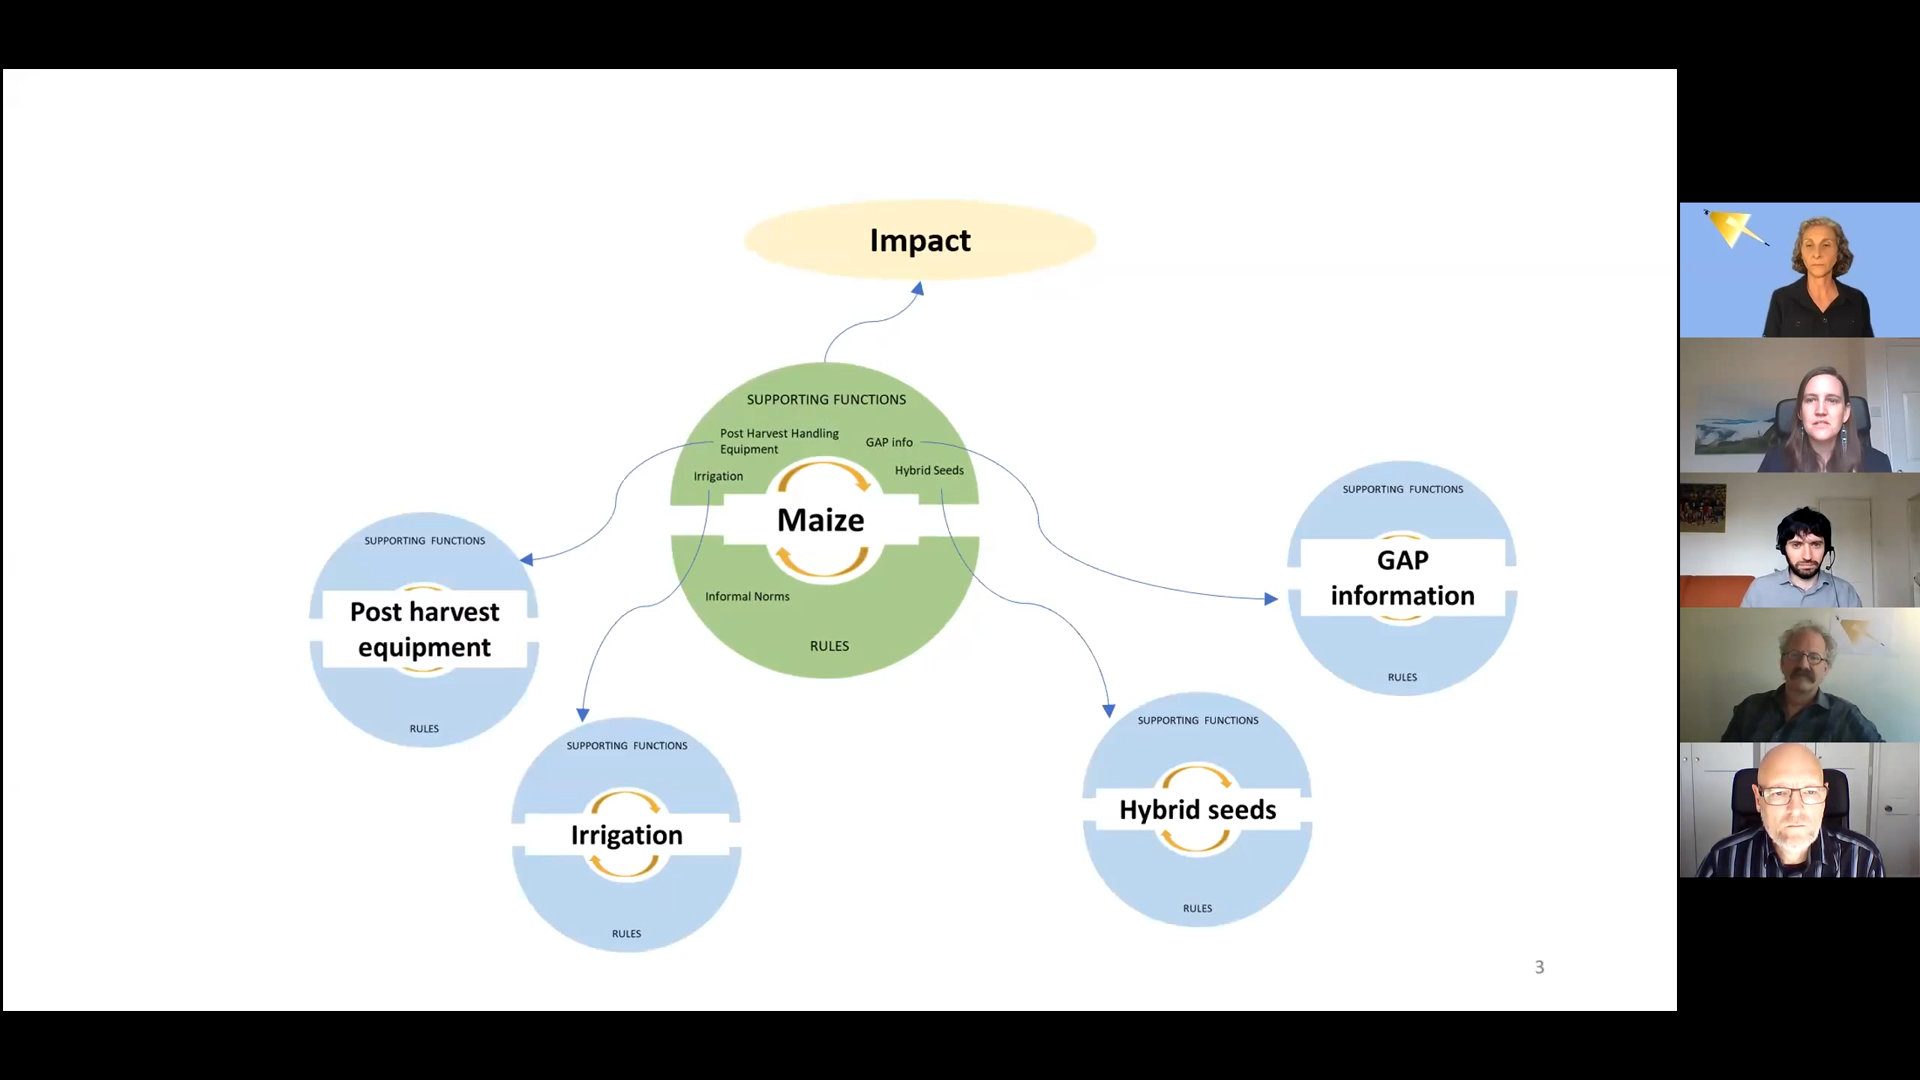 Impact
SUPPORTING FUNCTIONS
Post Harvest Handling
Equipment
GAP info
Irrigation
Hybrid Seeds
Maize
Informal Norms
RULES
SUPPORTING FUNCTIONS
Post harvest
equipment
RULES
SUPPORTING FUNCTIONS
Irrigation
RULES
SUPPORTING FUNCTIONS
Hybrid seeds
RULES
SUPPORTING FUNCTIONS
GAP
information
RULES
3